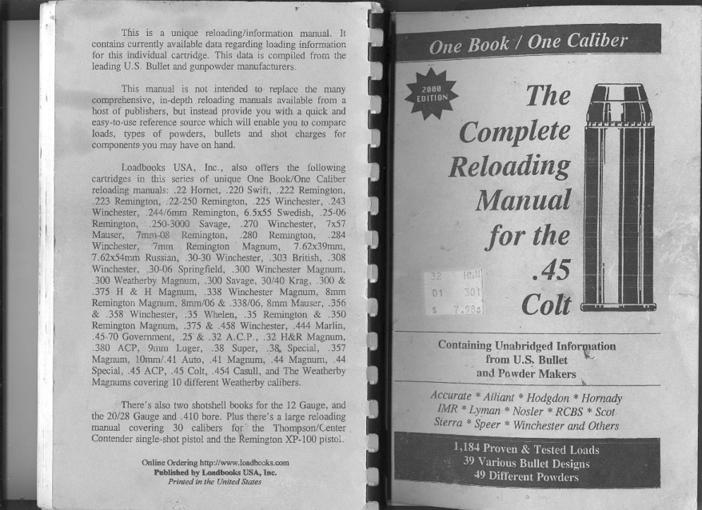 This is a unique reloading/information manual. It
contains currently available data regarding loading information
for this individual cartridge. This data is compiled from the
leading U.S. Bullet and gunpowder manufacturers.
This manual is not intended to replace the many
comprehensive, in-depth reloading manuals available from a
host of publishers, but instead provide you with a quick and
easy-to-use reference source which will enable you to compare
loads, types of powders, bullets and shot charges for
components you may have on hand.
Loadbooks USA, Inc., also offers the following
cartridges in this series of unique One Book/One Caliber
reloading manuals: .22 Hornet, .220 Swift, .222 Remington,
.223 Remington, .22-250 Remington, .225 Winchester, .243
Winchester, .244/6mm Remington, 6.5x55 Swedish, .25-06
Remington, .250-3000 Savage, .270 Winchester, 7x57
Mauser, 7mm-08 Remington, .280 Remington, .284
Winchester, 7mm Remington Magnum, 7.62x39mm,
7.62x54mm Russian, .30-30 Winchester, .303 British, .308
Winchester, .30-06 Springfield, .300 Winchester Magnum,
.300 Weatherby Magnum, .300 Savage, 30/40 Krag, .300 &
.375 H & H Magnum, .338 Winchester Magnum, 8mm
Remington Magnum, 8mm/06 & .338/06, 8mm Mauser, .356
& .358 Winchester, .35 Whelen, .35 Remington & .350
Remington Magnum, .375 & .458 Winchester, .444 Marlin,
.45-70 Government, .25 & .32 A.C.P., .32 H&R Magnum,
.380 ACP, 9mm Luger, .38 Super, .38 Special, .357
Magnum, 10mm/.41 Auto, .41 Magnum, .44 Magnum, .44
Special, .45 ACP, .45 Colt, .454 Casull, and The Weatherby
Magnums covering 10 different Weatherby calibers.
There's also two shotshell books for the 12 Gauge, and
the 20/28 Gauge and .410 bore. Plus there's a large reloading
manual covering 30 calibers for the Thompson/Center
Contender single-shot pistol and the Remington XP-100 pistol.
Online Ordering http://www.loadbooks.com
Published by Loadbooks USA, Inc.
Printed in the United States
One Book / One Caliber
2000
EDITION
The
Complete
Reloading
Manual
for the
.45
Colt
32
01 301
$ 7.98
Containing Unabridged Information
from U.S. Bullet
and Powder Makers
Accurate * Alliant * Hodgdon * Hornady
IMR * Lyman * Nosler * RCBS * Scot
Sierra * Speer * Winchester and Others
1,184 Proven & Tested Loads
39 Various Bullet Designs
49 Different Powders